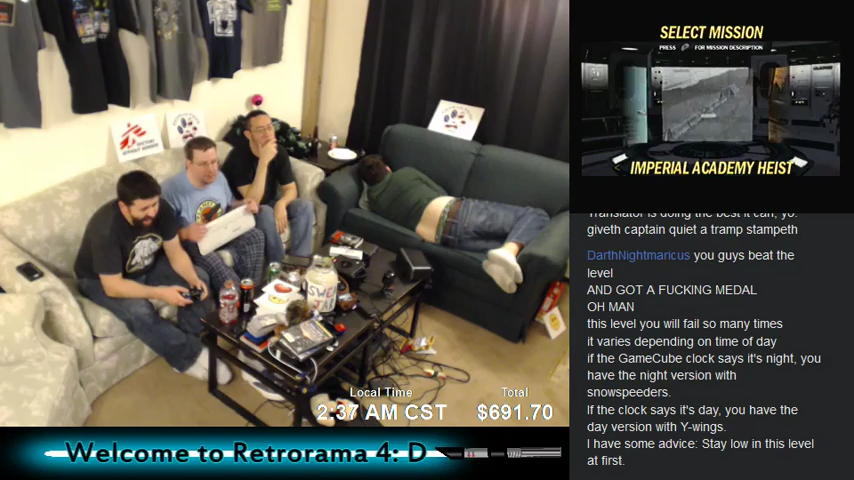 SELECT MISSION
PRESS FOR MISSION DESCRIPTION
IMPERIAL ACADEMY HEIST
Translator is doing the best it can, yo.
giveth captain quiet a tramp stampeth
DarthNightmaricus you guys beat the
level
AND GOT A FUCKING MEDAL
OH MAN
this level you will fail so many times
it varies depending on time of day
if the GameCube clock says it's night, you
have the night version with
snowspeeders.
If the clock says it's day, you have the
day version with Y-wings.
I have some advice: Stay low in this level
at first.
SWEAR
JAR
Local Time
2:37 AM CST
Total
$691.70
Welcome to Retrorama 4: D